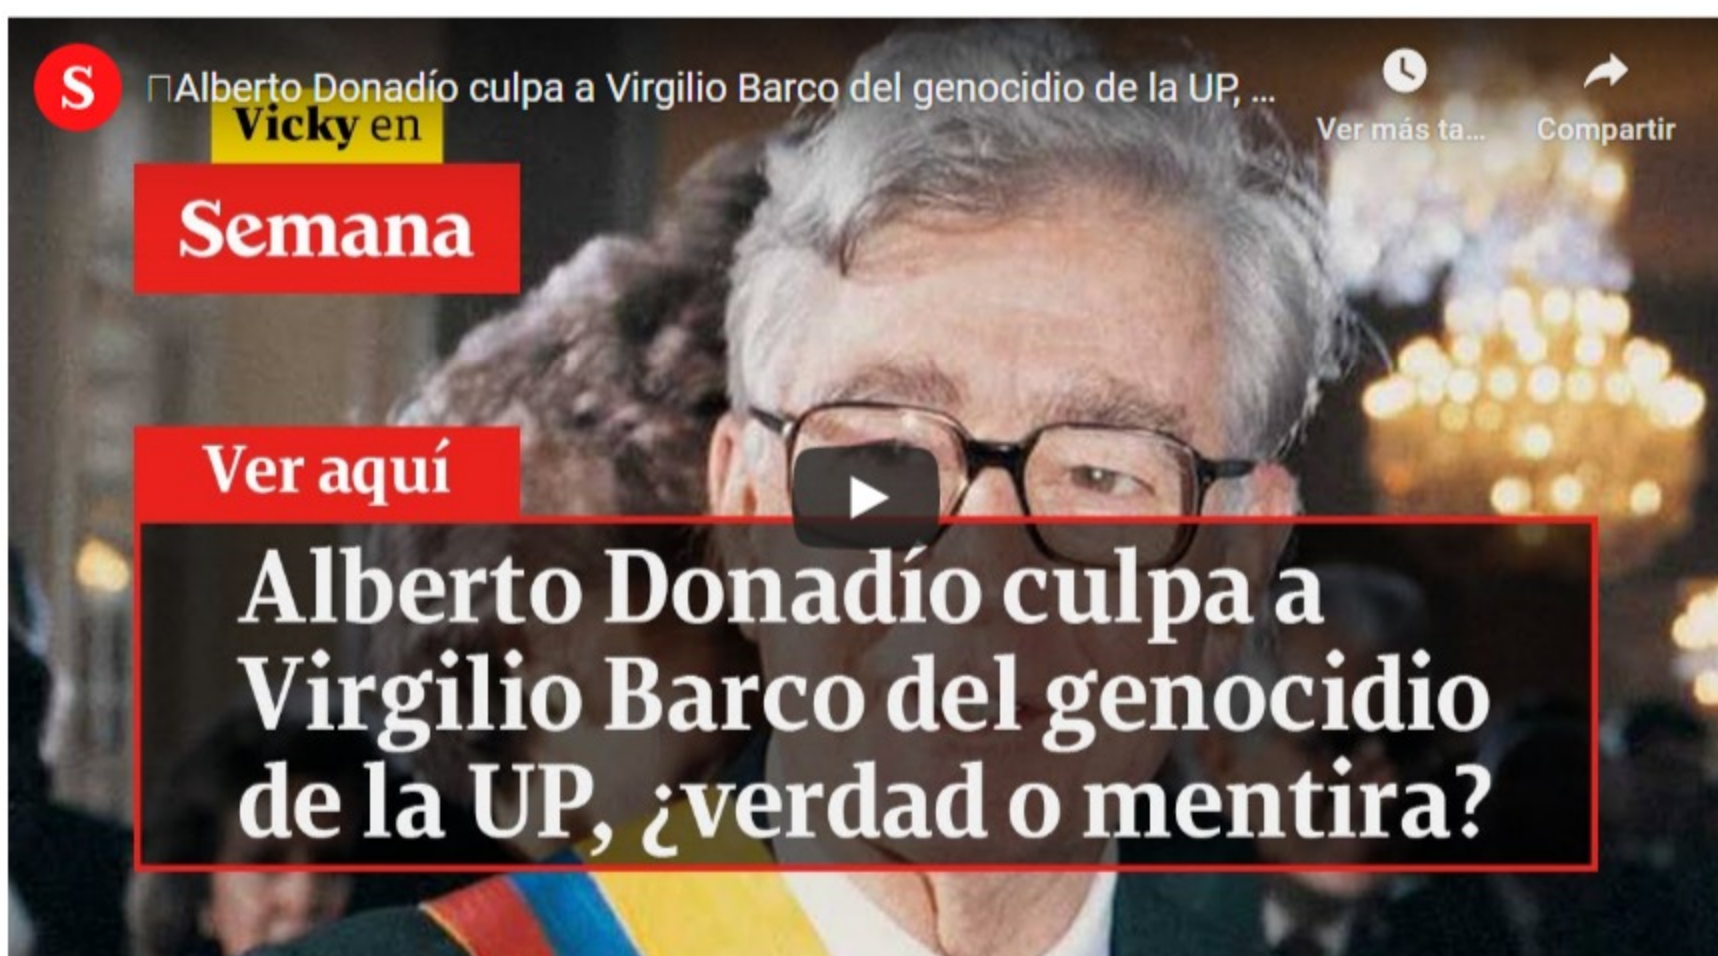 S
Alberto Donadío culpa a Virgilio Barco del genocidio de la UP, ...
Ver más ta...
Compartir
Vicky en
Semana
Ver aquí
Alberto Donadío culpa a
Virgilio Barco del genocidio
de la UP, ¿verdad o mentira?